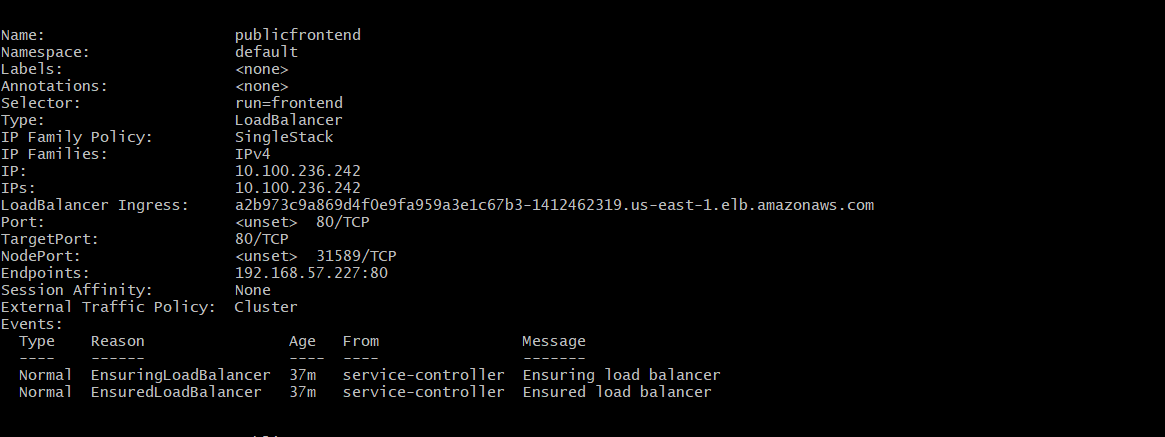 Name: publicfrontend
Namespace: default
Labels: <none>
Annotations: <none>
Selector: run=frontend
Type: LoadBalancer
IP Family Policy: SingleStack
IP Families: IPv4
IP: 10.100.236.242
IPs: 10.100.236.242
LoadBalancer Ingress: a2b973c9a869d4f0e9fa959a3e1c67b3-1412462319.us-east-1.elb.amazonaws.com
Port: <unset> 80/TCP
TargetPort: 80/TCP
NodePort: <unset> 31589/TCP
Endpoints: 192.168.57.227:80
Session Affinity: None
External Traffic Policy: Cluster
Events:
Type Reason Age From Message
---- ------ ---- ---- -------
Normal EnsuringLoadBalancer 37m service-controller Ensuring load balancer
Normal EnsuredLoadBalancer 37m service-controller Ensured load balancer